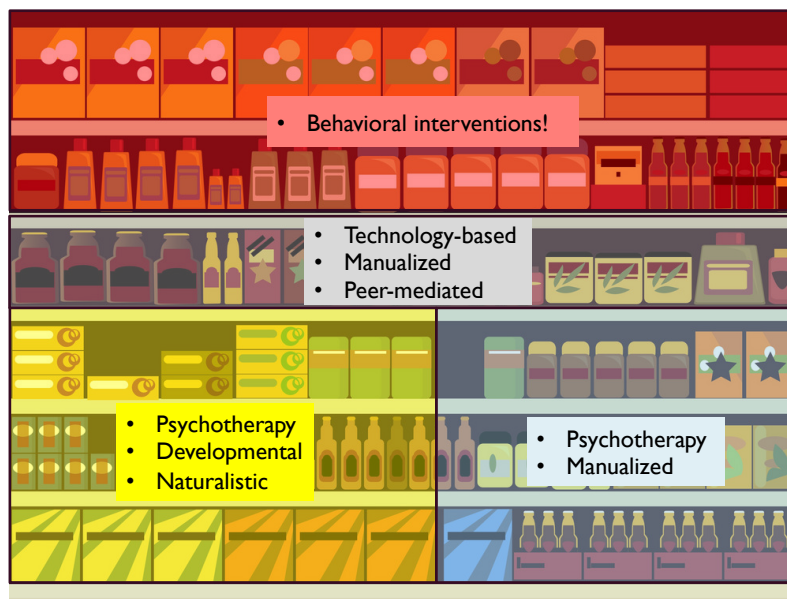 • Behavioral interventions!
• Technology-based
• Manualized
• Peer-mediated
• Psychotherapy
• Developmental
• Naturalistic
• Psychotherapy
• Manualized